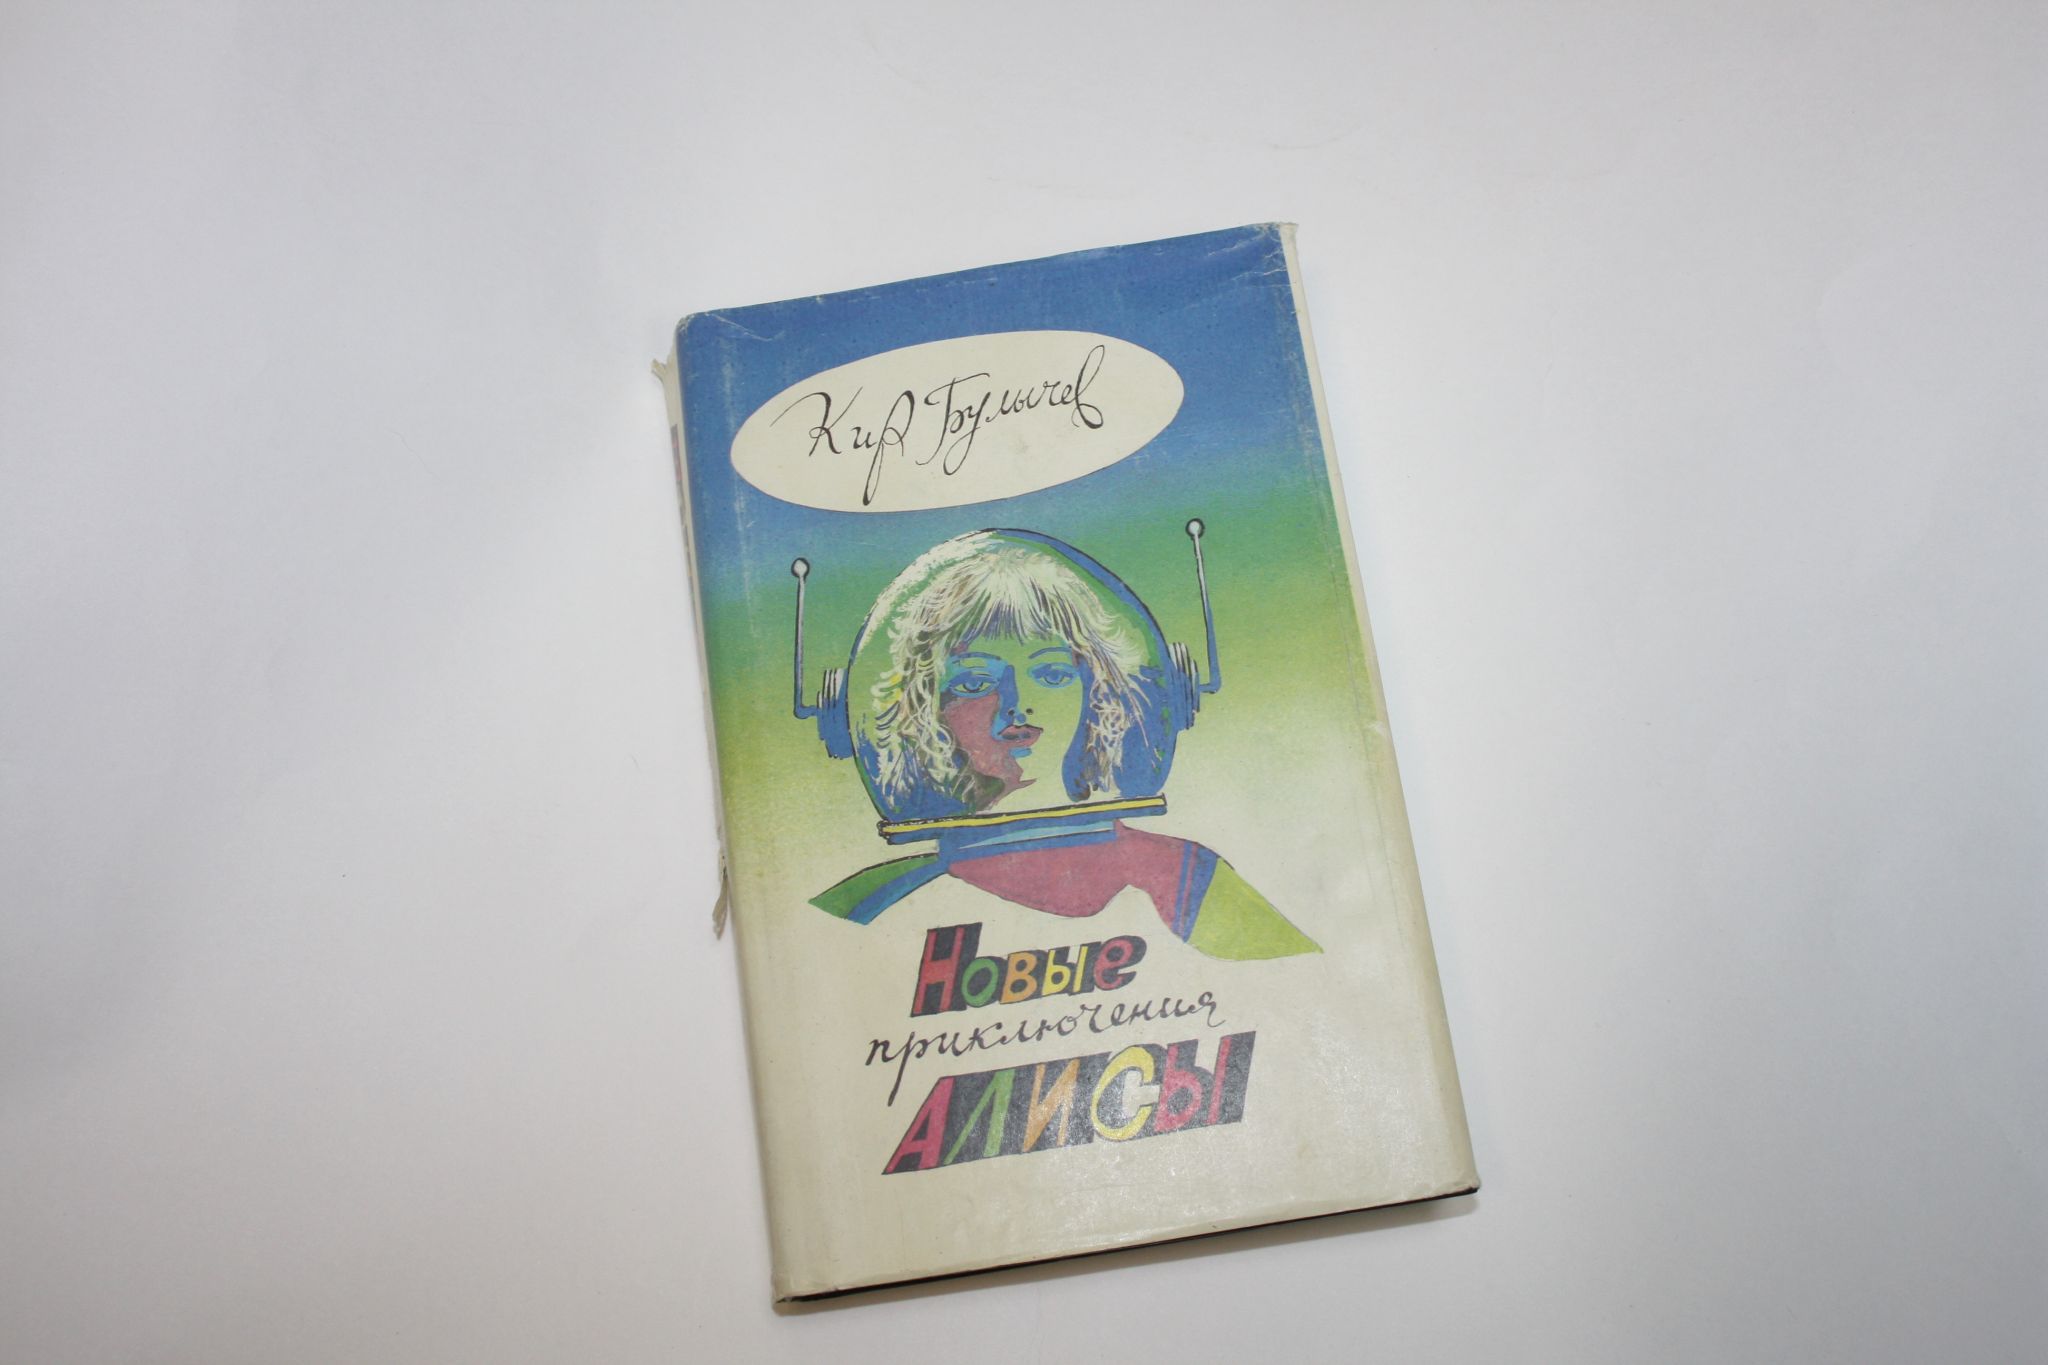 Кир Булычев
Новые
приключения
АЛИСЫ